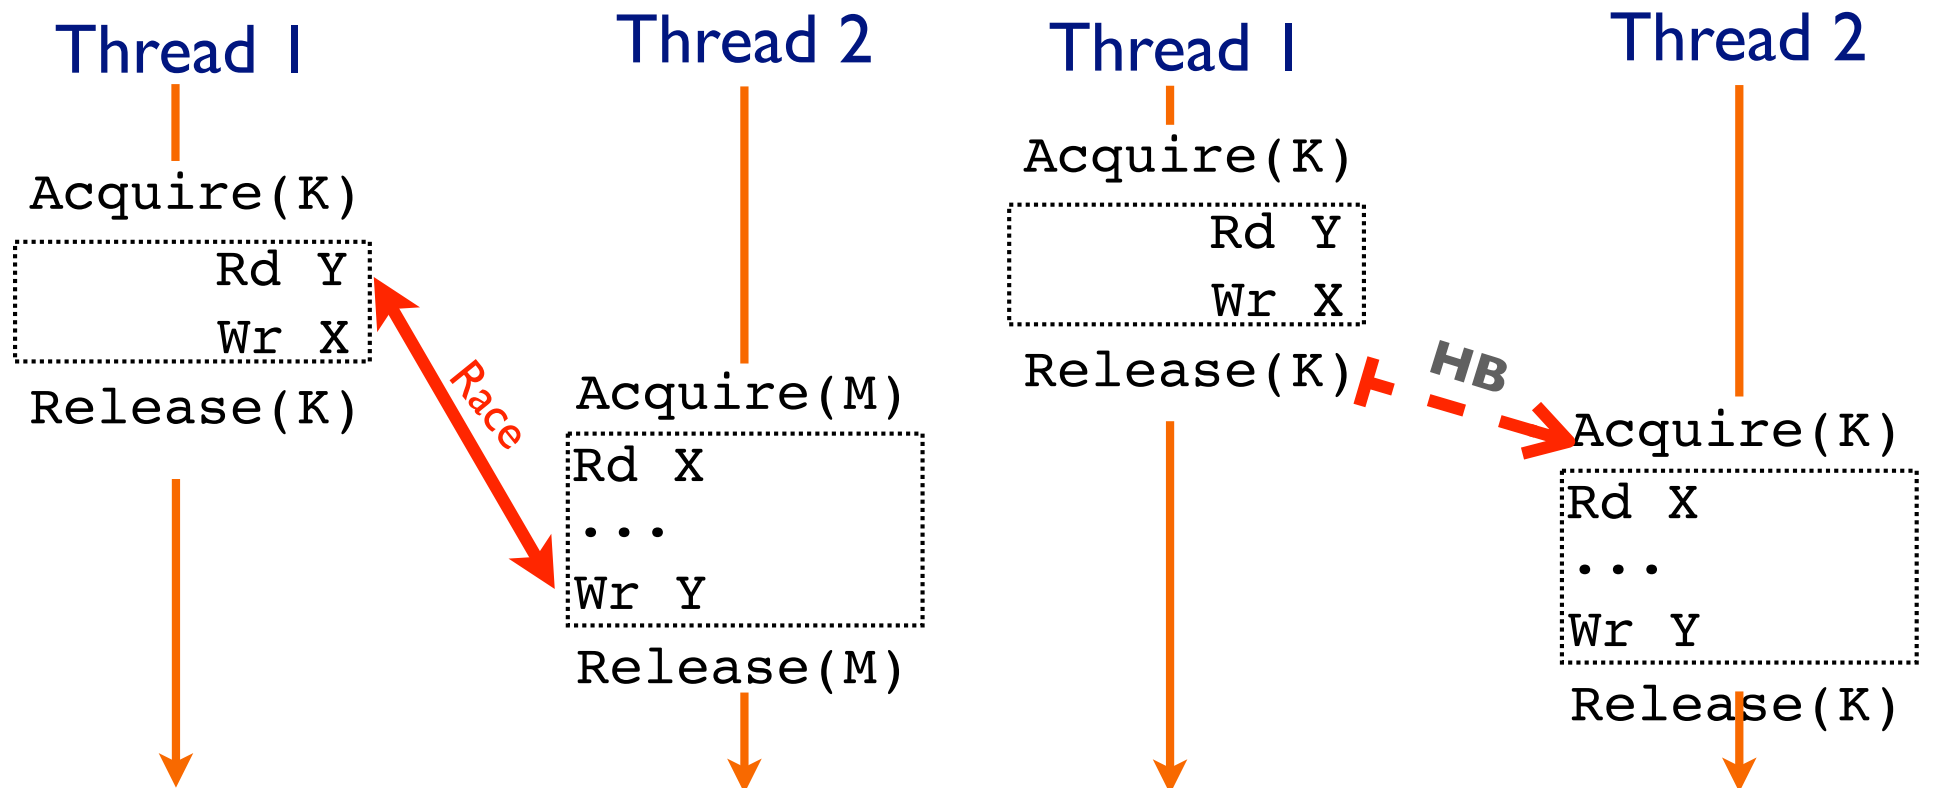 Thread 1
Acquire(K)
Rd Y
Wr X
Release(K)
Race
Thread 2
Acquire(M)
Rd X
...
Wr Y
Release(M)
Thread 1
Acquire(K)
Rd Y
Wr X
Release(K)
HB
Thread 2
Acquire(K)
Rd X
...
Wr Y
Release(K)